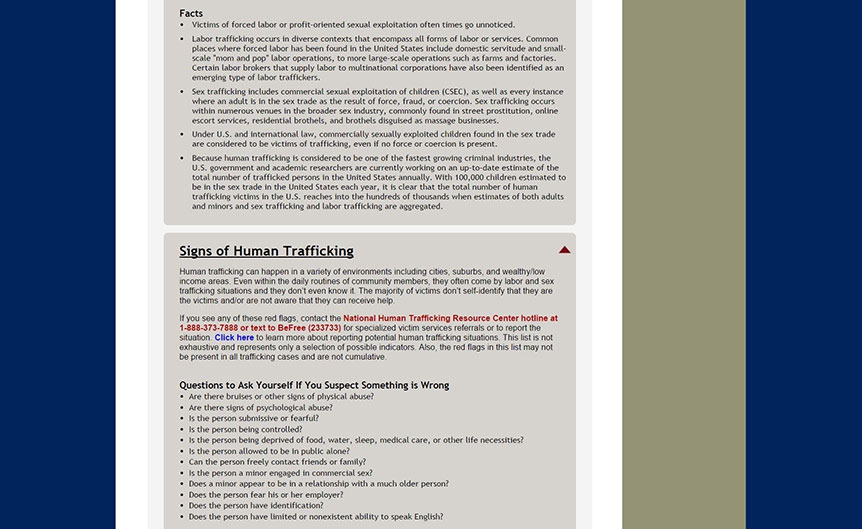 Facts
• Victims of forced labor or profit-oriented sexual exploitation often times go unnoticed.
• Labor trafficking occurs in diverse contexts that encompass all forms of labor or services. Common
places where forced labor has been found in the United States include domestic servitude and small-
scale "mom and pop" labor operations, to more large-scale operations such as farms and factories.
Certain labor brokers that supply labor to multinational corporations have also been identified as an
emerging type of labor traffickers.
• Sex trafficking includes commercial sexual exploitation of children (CSEC), as well as every instance
where an adult is in the sex trade as the result of force, fraud, or coercion. Sex trafficking occurs
within numerous venues in the broader sex industry, commonly found in street prostitution, online
escort services, residential brothels, and brothels disguised as massage businesses.
• Under U.S. and international law, commercially sexually exploited children found in the sex trade
are considered to be victims of trafficking, even if no force or coercion is present.
• Because human trafficking is considered to be one of the fastest growing criminal industries, the
U.S. government and academic researchers are currently working on an up-to-date estimate of the
total number of trafficked persons in the United States annually. With 100,000 children estimated to
be in the sex trade in the United States each year, it is clear that the total number of human
trafficking victims in the U.S. reaches into the hundreds of thousands when estimates of both adults
and minors and sex trafficking and labor trafficking are aggregated.
Signs of Human Trafficking
Human trafficking can happen in a variety of environments including cities, suburbs, and wealthy/low
income areas. Even within the daily routines of community members, they often come by labor and sex
trafficking situations and they don't even know it. The majority of victims don't self-identify that they are
the victims and/or are not aware that they can receive help.
If you see any of these red flags, contact the National Human Trafficking Resource Center hotline at
1-888-373-7888 or text to BeFree (233733) for specialized victim services referrals or to report the
situation. Click here to learn more about reporting potential human trafficking situations. This list is not
exhaustive and represents only a selection of possible indicators. Also, the red flags in this list may not
be present in all trafficking cases and are not cumulative.
Questions to Ask Yourself If You Suspect Something is Wrong
• Are there bruises or other signs of physical abuse?
• Are there signs of psychological abuse?
• Is the person submissive or fearful?
• Is the person being controlled?
• Is the person being deprived of food, water, sleep, medical care, or other life necessities?
• Is the person allowed to be in public alone?
• Can the person freely contact friends or family?
• Is the person a minor engaged in commercial sex?
• Does a minor appear to be in a relationship with a much older person?
• Does the person fear his or her employer?
• Does the person have identification?
• Does the person have limited or nonexistent ability to speak English?